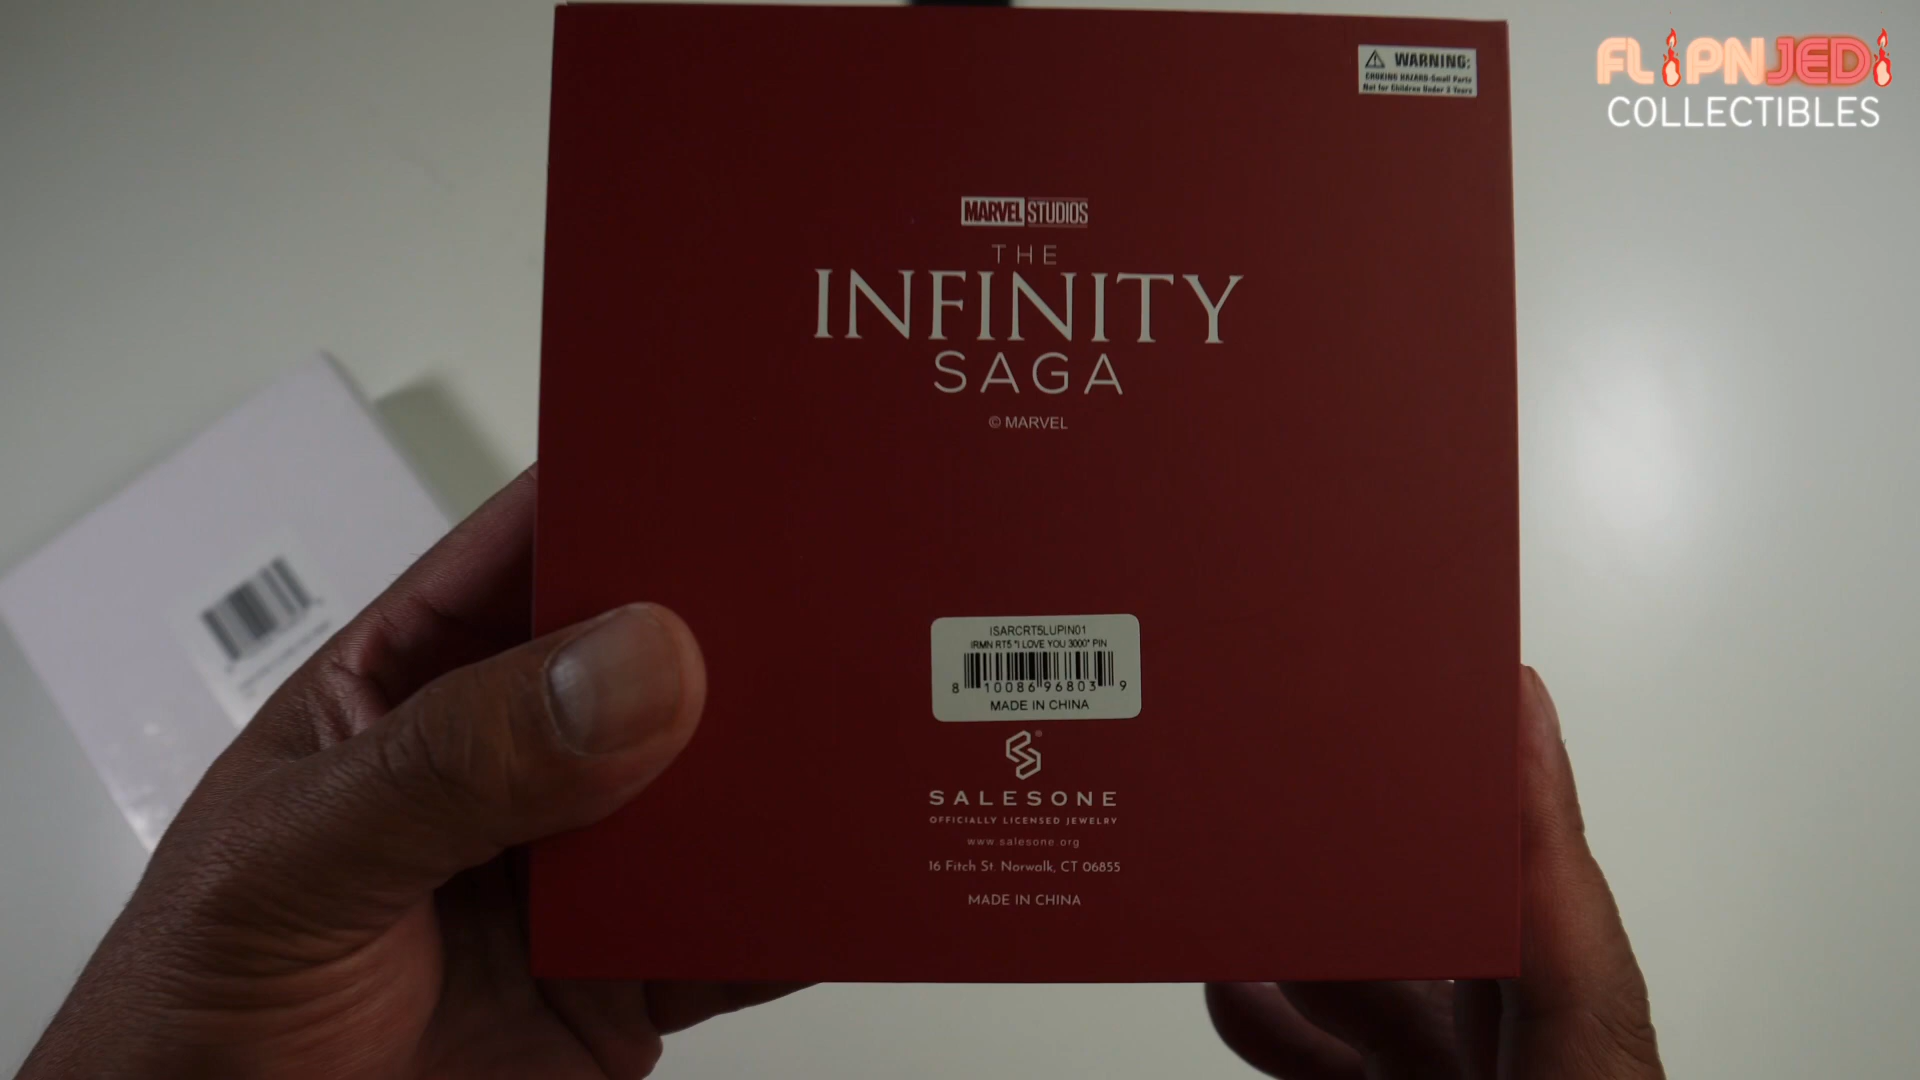 FLIPNJEDI
COLLECTIBLES
WARNING:
CHOKING HAZARD-Small Parts
Not for Children Under 3 Years
MARVEL STUDIOS
THE
INFINITY
SAGA
© MARVEL
ISARCRT5LUPIN01
IRMN RT5 "I LOVE YOU 3000" PIN
8 10086 96803 9
MADE IN CHINA
SALESONE
OFFICIALLY LICENSED JEWELRY
www.salesone.org
16 Fitch St. Norwalk, CT 06855
MADE IN CHINA